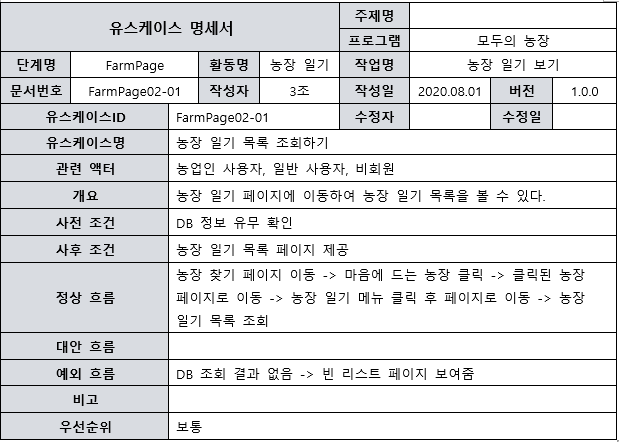 유스케이스 명세서
주제명
프로그램 모두의 농장
단계명 FarmPage 활동명 농장 일기 작업명 농장 일기 보기
문서번호 FarmPage02-01 작성자 3조 작성일 2020.08.01 버전 1.0.0
유스케이스ID FarmPage02-01 수정자 수정일
유스케이스명 농장 일기 목록 조회하기
관련 액터 농업인 사용자, 일반 사용자, 비회원
개요 농장 일기 페이지에 이동하여 농장 일기 목록을 볼 수 있다.
사전 조건 DB 정보 유무 확인
사후 조건 농장 일기 목록 페이지 제공
정상 흐름 농장 찾기 페이지 이동 -> 마음에 드는 농장 클릭 -> 클릭된 농장
페이지로 이동 -> 농장 일기 메뉴 클릭 후 페이지로 이동 -> 농장
일기 목록 조회
대안 흐름
예외 흐름 DB 조회 결과 없음 -> 빈 리스트 페이지 보여줌
비고
우선순위 보통